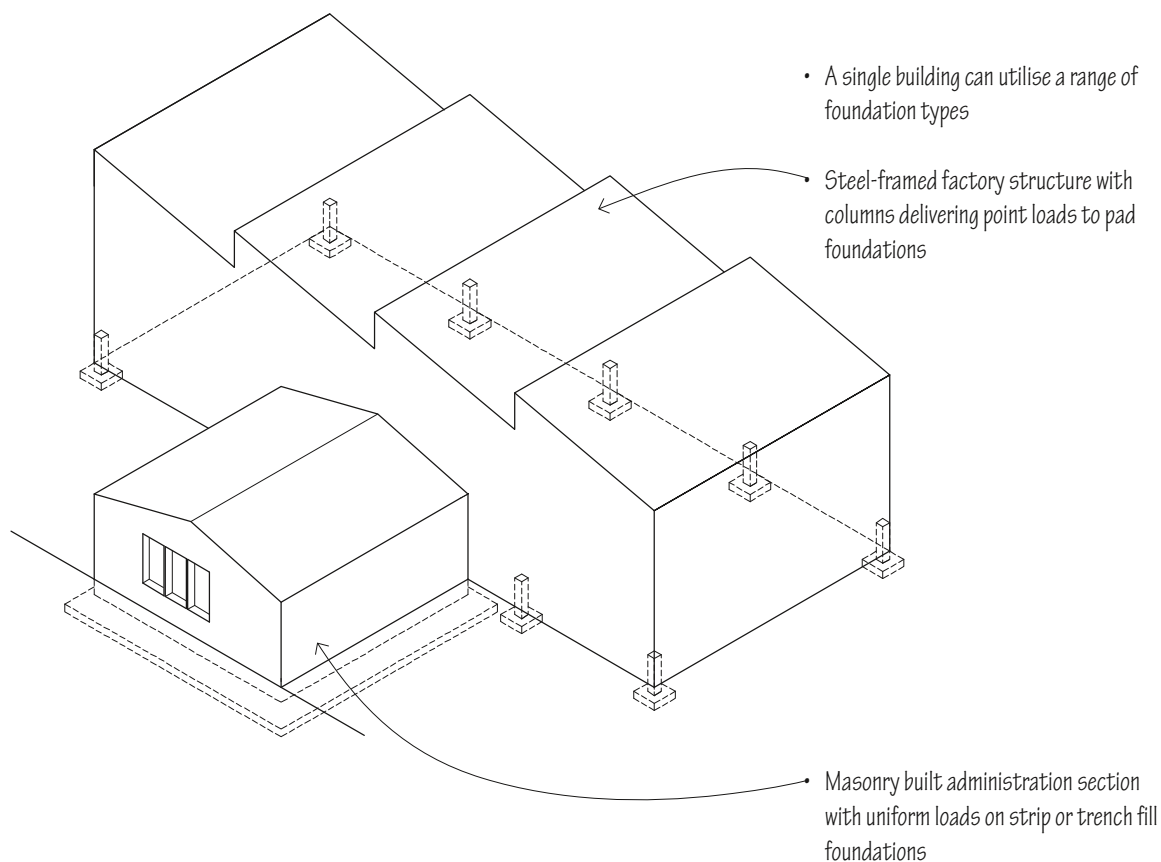 • A single building can utilise a range of
foundation types
• Steel-framed factory structure with
columns delivering point loads to pad
foundations
• Masonry built administration section
with uniform loads on strip or trench fill
foundations